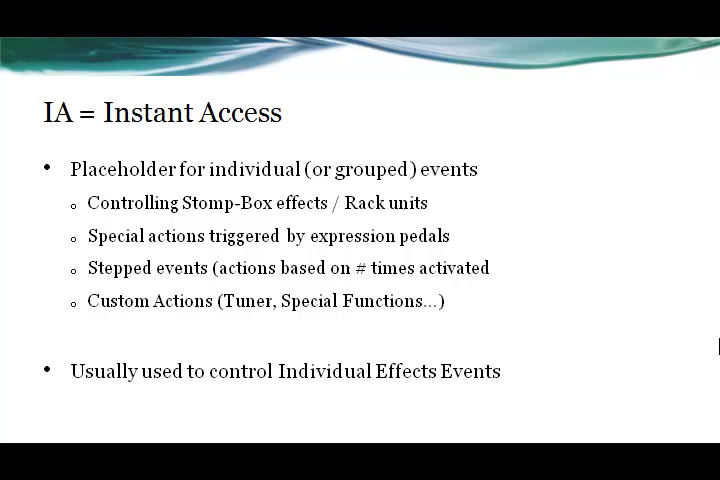 IA = Instant Access
• Placeholder for individual (or grouped) events
o Controlling Stomp-Box effects / Rack units
o Special actions triggered by expression pedals
o Stepped events (actions based on # times activated
o Custom Actions (Tuner, Special Functions...)
• Usually used to control Individual Effects Events